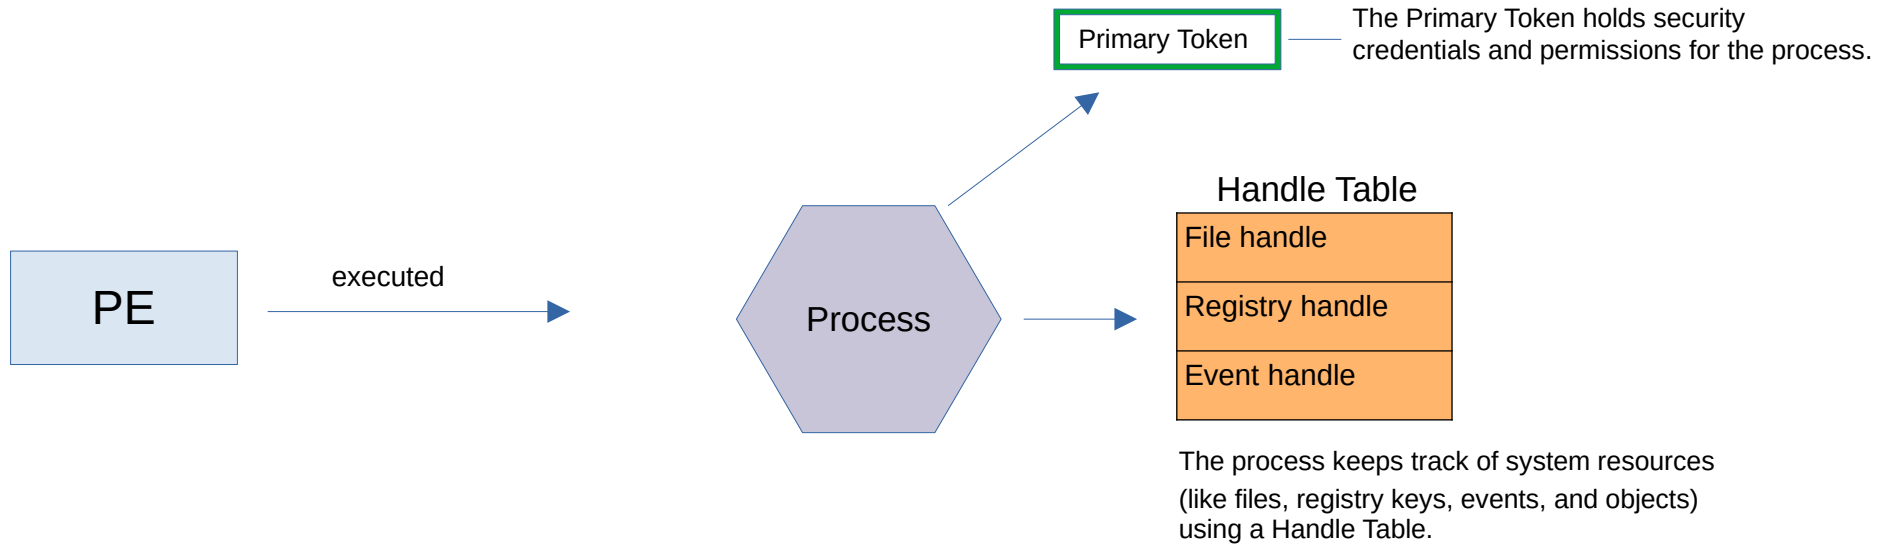 Primary Token
The Primary Token holds security
credentials and permissions for the process.
PE
executed
Process
Handle Table
File handle
Registry handle
Event handle
The process keeps track of system resources
(like files, registry keys, events, and objects)
using a Handle Table.